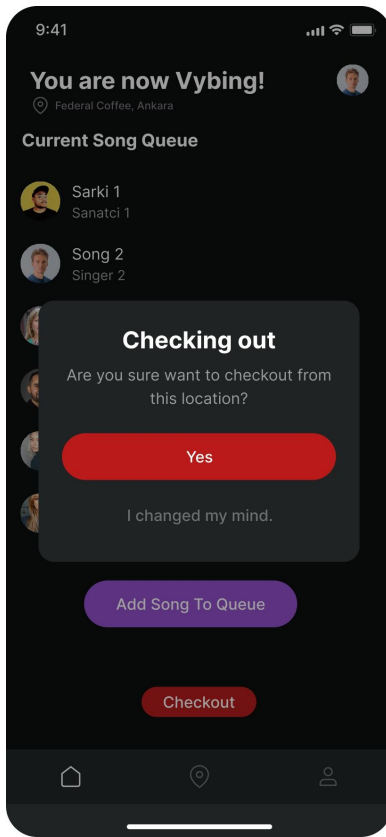 9:41
You are now Vybing!
Federal Coffee, Ankara
Current Song Queue
Sarki 1
Sanatci 1
Song 2
Singer 2
Checking out
Are you sure want to checkout from
this location?
Yes
I changed my mind.
Add Song To Queue
Checkout